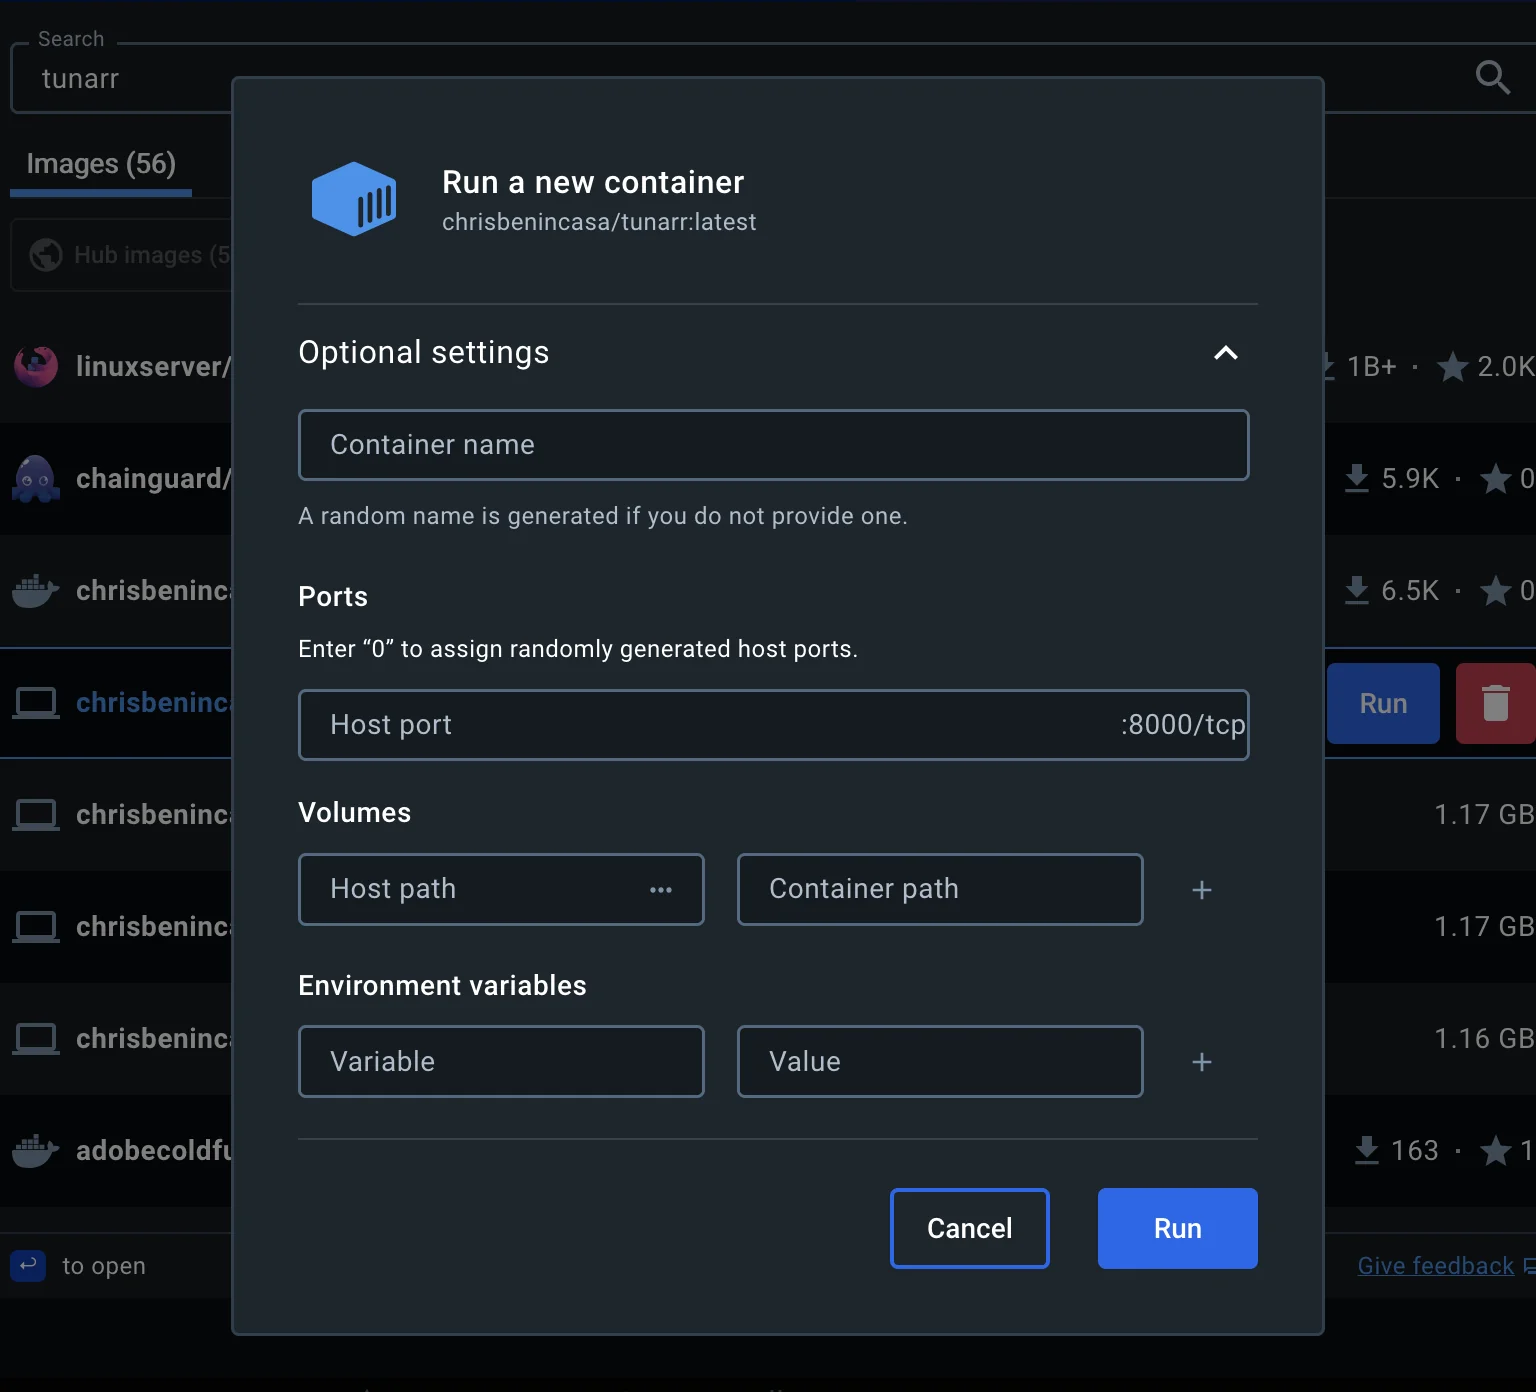 Search
tunarr
Images (56)
Hub images (5
Run a new container
chrisbenincasa/tunarr:latest
Optional settings
Container name
A random name is generated if you do not provide one.
Ports
Enter “0” to assign randomly generated host ports.
Host port :8000/tcp
Volumes
Host path ··· Container path +
Environment variables
Variable Value +
Cancel Run
linuxserver/ 1B+ · 2.0K
chainguard/ 5.9K · 0
chrisbeninc 6.5K · 0
chrisbeninc Run
chrisbeninc 1.17 GB
chrisbeninc 1.17 GB
chrisbeninc 1.16 GB
adobecoldfu 163 · 1
to open Give feedback